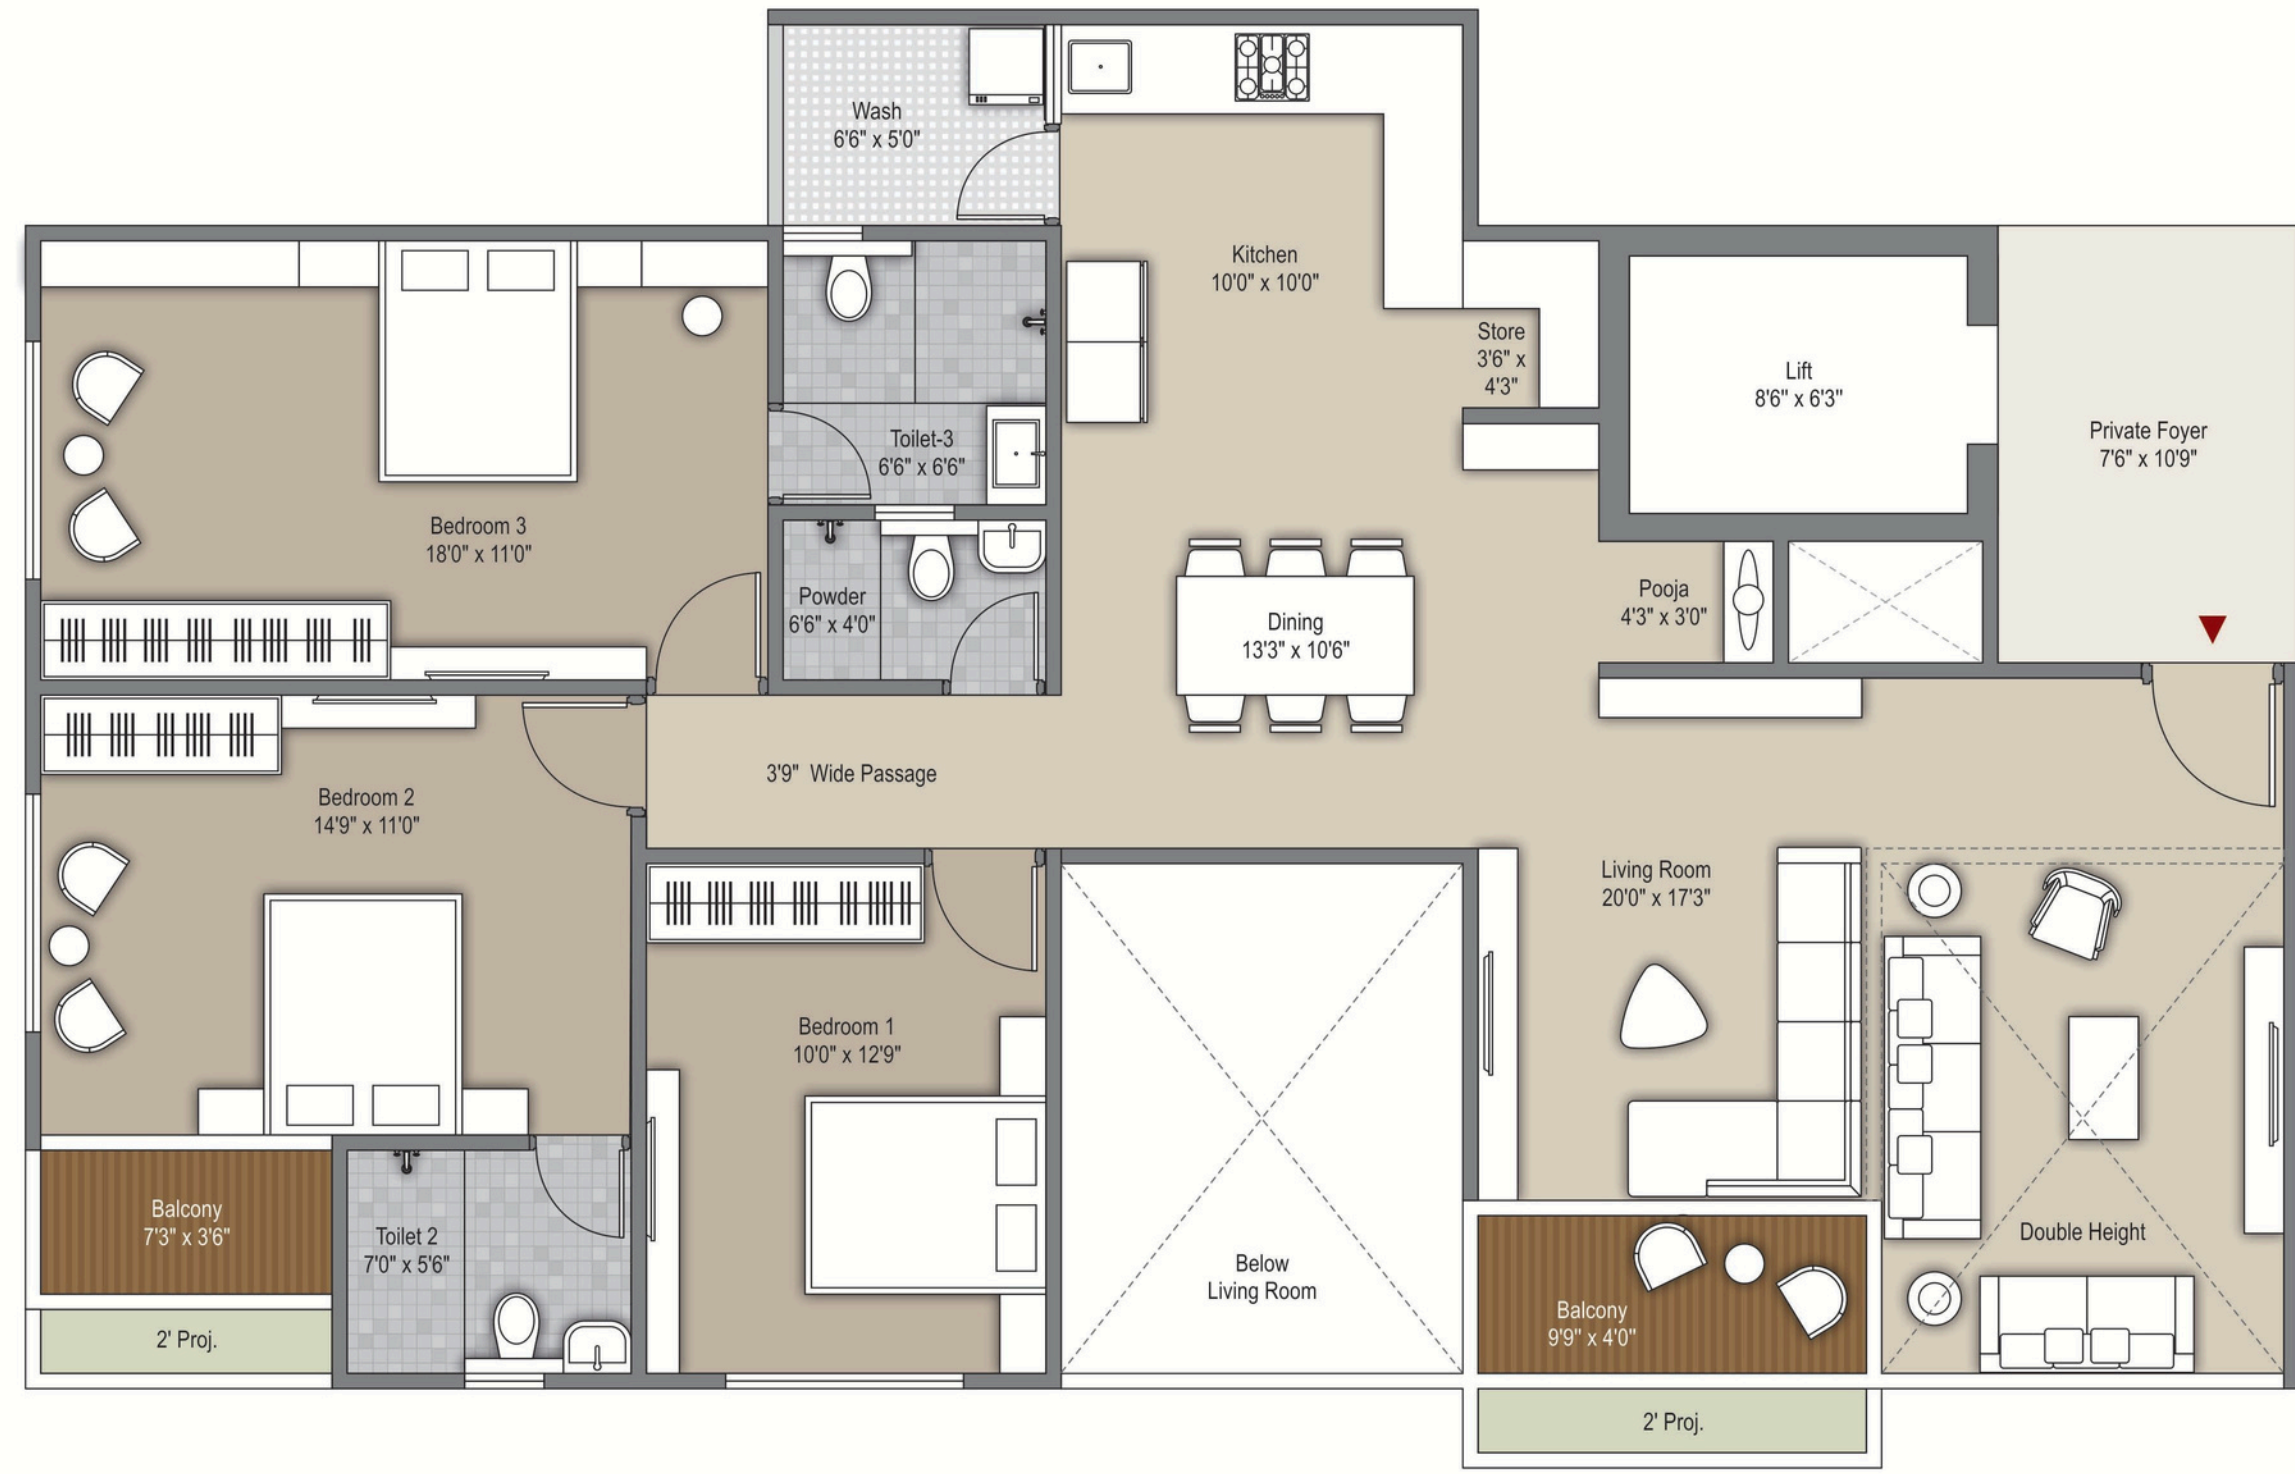 Wash
6'6" x 5'0"
Kitchen
10'0" x 10'0"
Store
3'6" x
4'3"
Lift
8'6" x 6'3"
Private Foyer
7'6" x 10'9"
Toilet-3
6'6" x 6'6"
Bedroom 3
18'0" x 11'0"
Powder
6'6" x 4'0"
Dining
13'3" x 10'6"
Pooja
4'3" x 3'0"
3'9" Wide Passage
Bedroom 2
14'9" x 11'0"
Living Room
20'0" x 17'3"
Bedroom 1
10'0" x 12'9"
Balcony
7'3" x 3'6"
Toilet 2
7'0" x 5'6"
Below
Living Room
Double Height
Balcony
9'9" x 4'0"
2' Proj.
2' Proj.